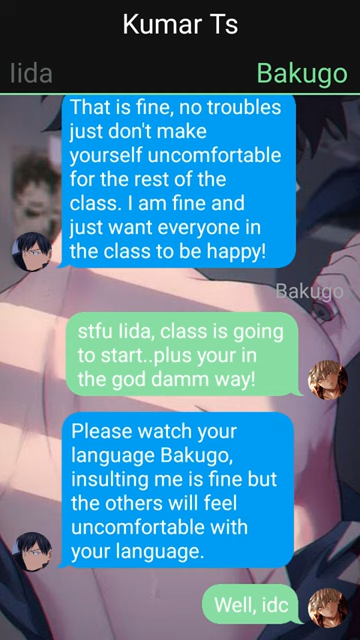 Kumar Ts
Iida
Bakugo
That is fine, no troubles
just don't make
yourself uncomfortable
for the rest of the
class. I am fine and
just want everyone in
the class to be happy!
Bakugo
stfu Iida, class is going
to start..plus your in
the god damm way!
Please watch your
language Bakugo,
insulting me is fine but
the others will feel
uncomfortable with
your language.
Well, idc